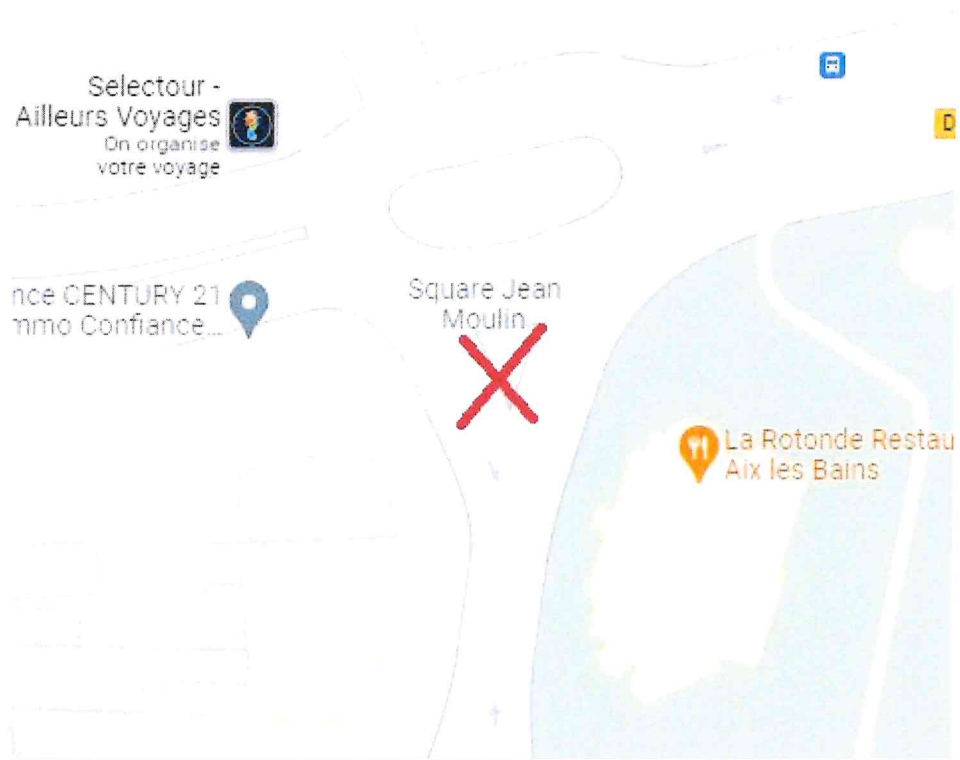 Selectour -
Ailleurs Voyages
On organise
votre voyage
D
nce CENTURY 21
mmo Confiance...
Square Jean
Moulin
La Rotonde Restau
Aix les Bains